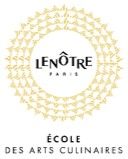 LENÔTRE
PARIS
ÉCOLE
DES ARTS CULINAIRES